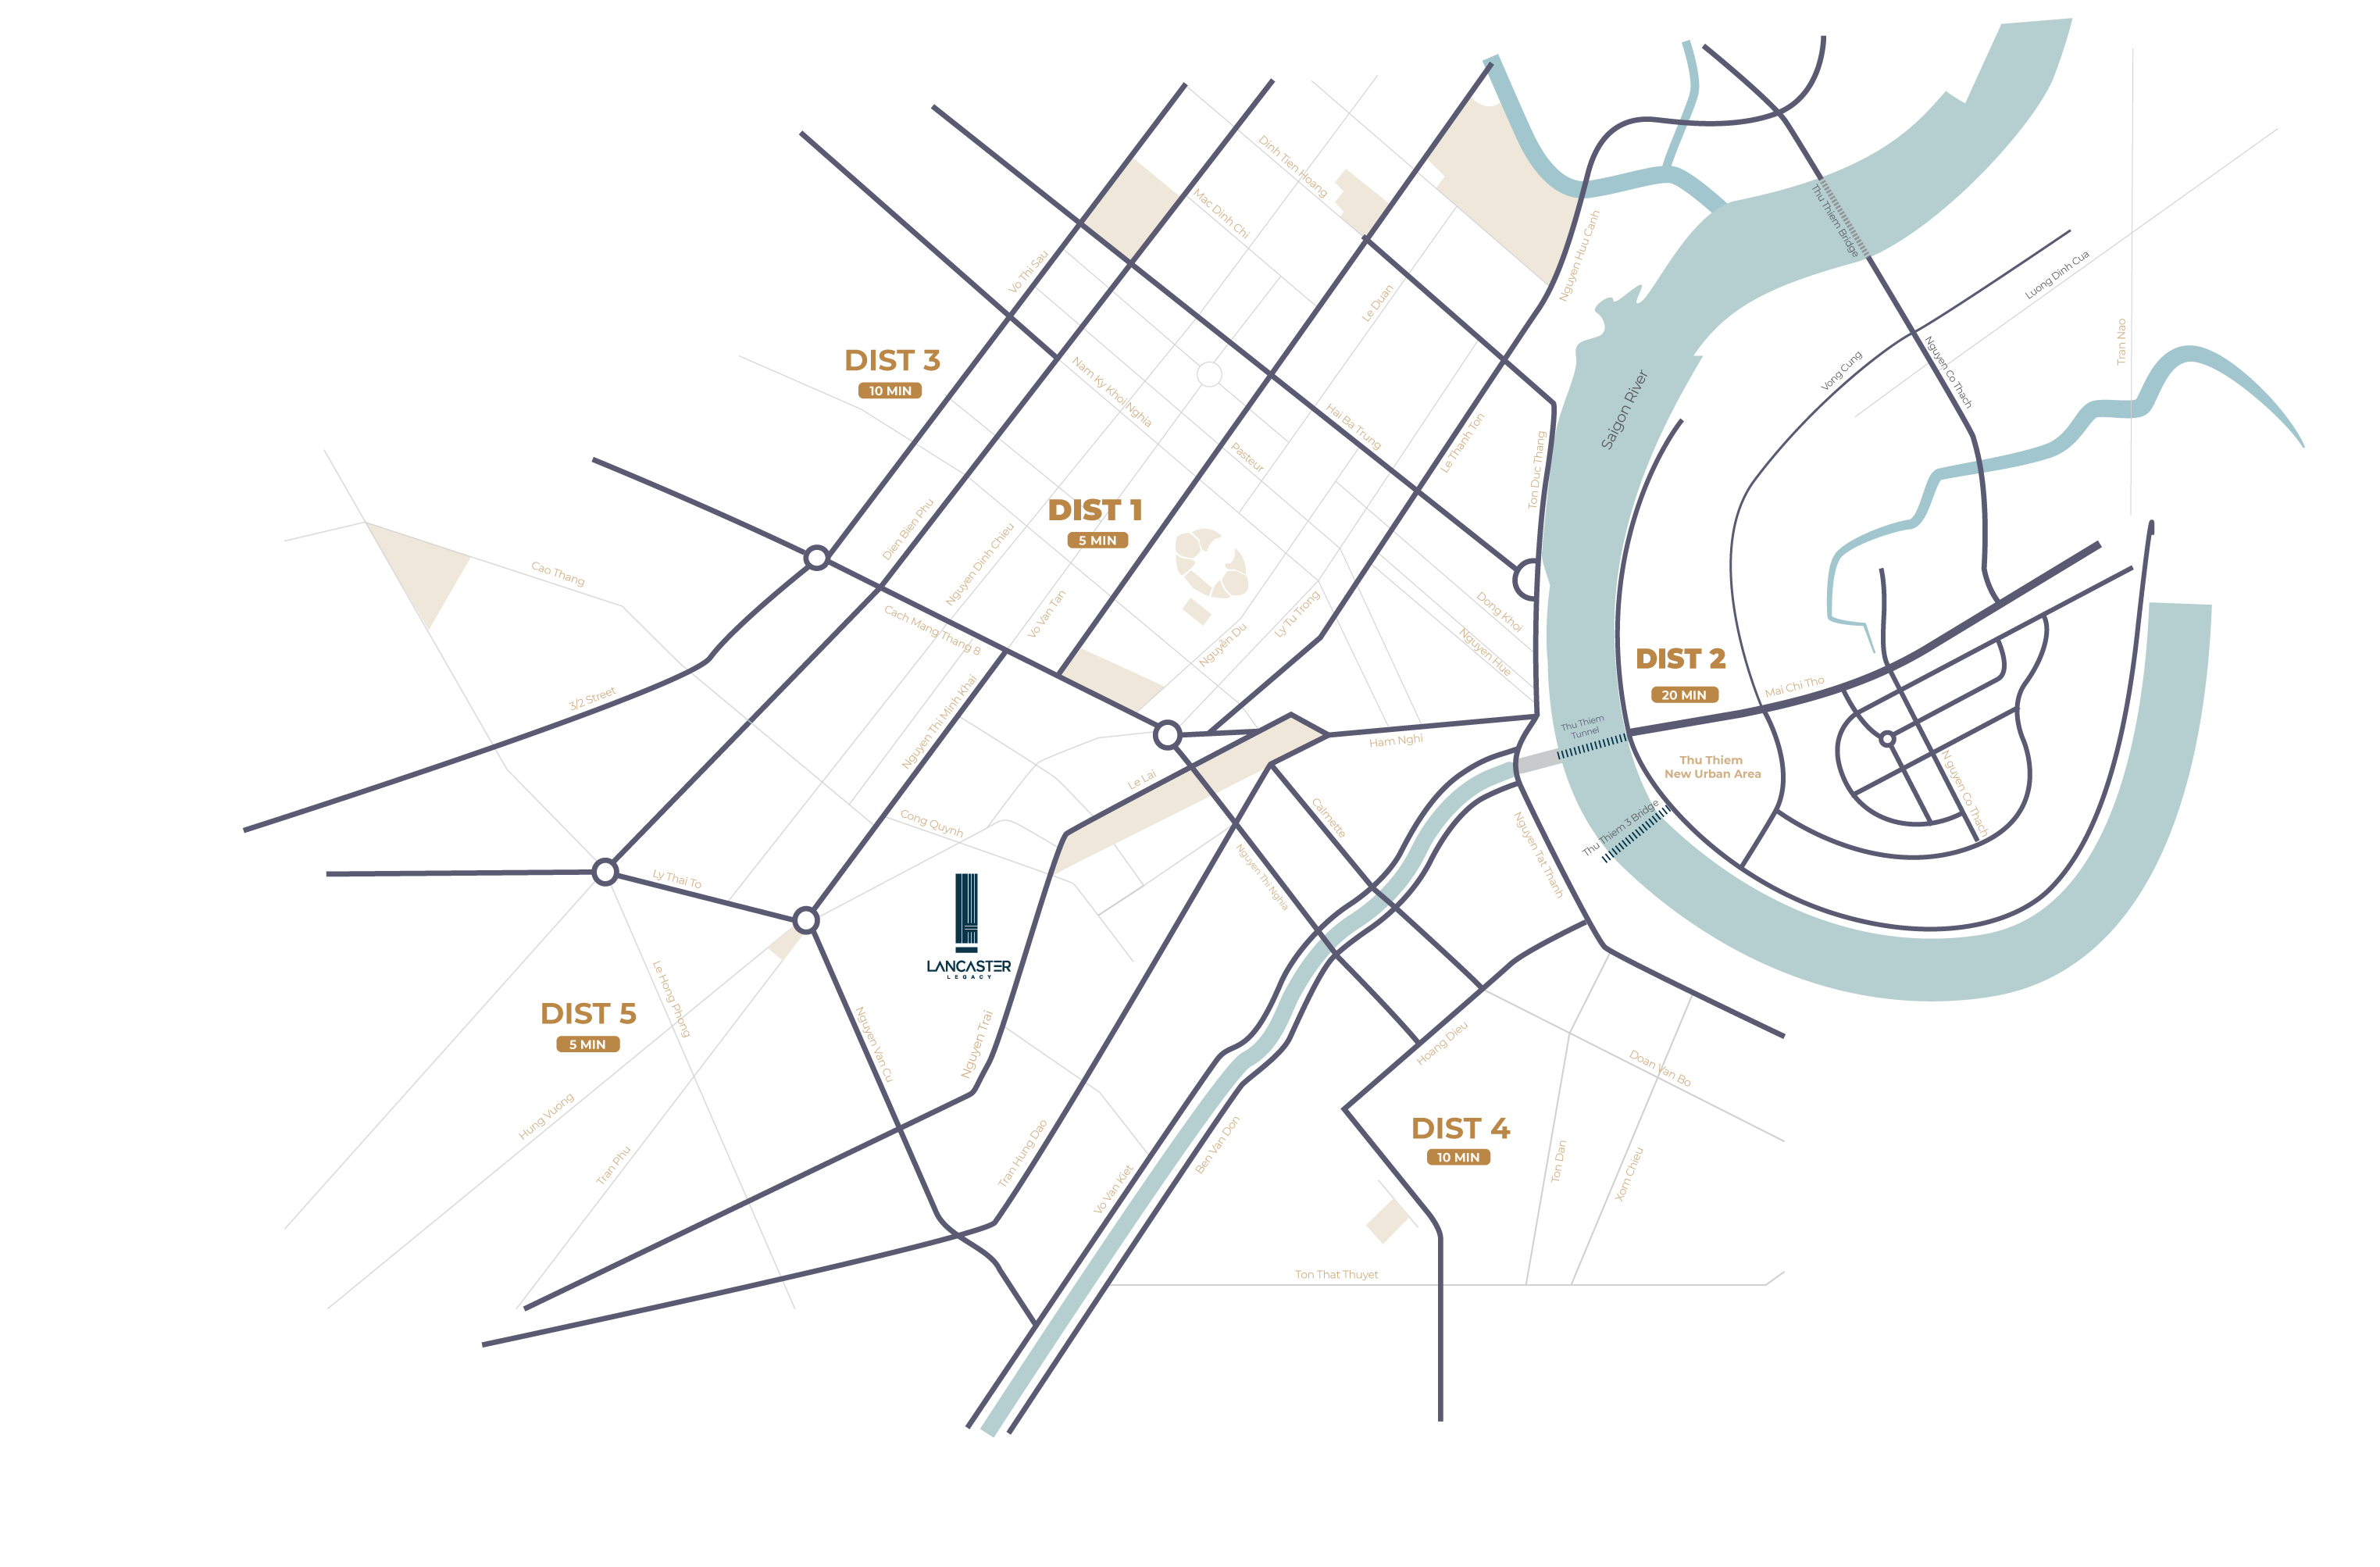 Dinh Tien Hoang
Mac Dinh Chi
Vo Thi Sau
Nguyen Huu Canh
Thu Thiem Bridge
Luong Dinh Cua
Tran Nao
Le Duan
DIST 3
10 MIN
Nam Ky Khoi Nghia
Vong Cung
Nguyen Co Thach
Saigon River
Hai Ba Trung
Pasteur
Le Thanh Ton
Ton Duc Thang
DIST 1
5 MIN
Dien Bien Phu
Nguyen Dinh Chieu
Cao Thang
Cach Mang Thang 8
Vo Van Tan
Nguyễn Du
Ly Tu Trong
Dong Khoi
Nguyen Hue
DIST 2
20 MIN
Mai Chi Tho
3/2 Street
Nguyen Thi Minh Khai
Thu Thiem
Tunnel
Ham Nghi
Thu Thiem
New Urban Area
Nguyen Co Thach
Le Lai
Cong Quynh
Calmette
Thu Thiem 3 Bridge
Nguyen Tat Thanh
Nguyen Thi Nghia
Ly Thai To
LANCASTER
LEGACY
Le Hong Phong
DIST 5
5 MIN
Nguyen Van Cu
Nguyen Trai
Hoang Dieu
Doan Van Bo
Hung Vuong
Tran Phu
Tran Hung Dao
Vo Van Kiet
Ben Van Don
DIST 4
10 MIN
Ton Dan
Xom Chieu
Ton That Thuyet